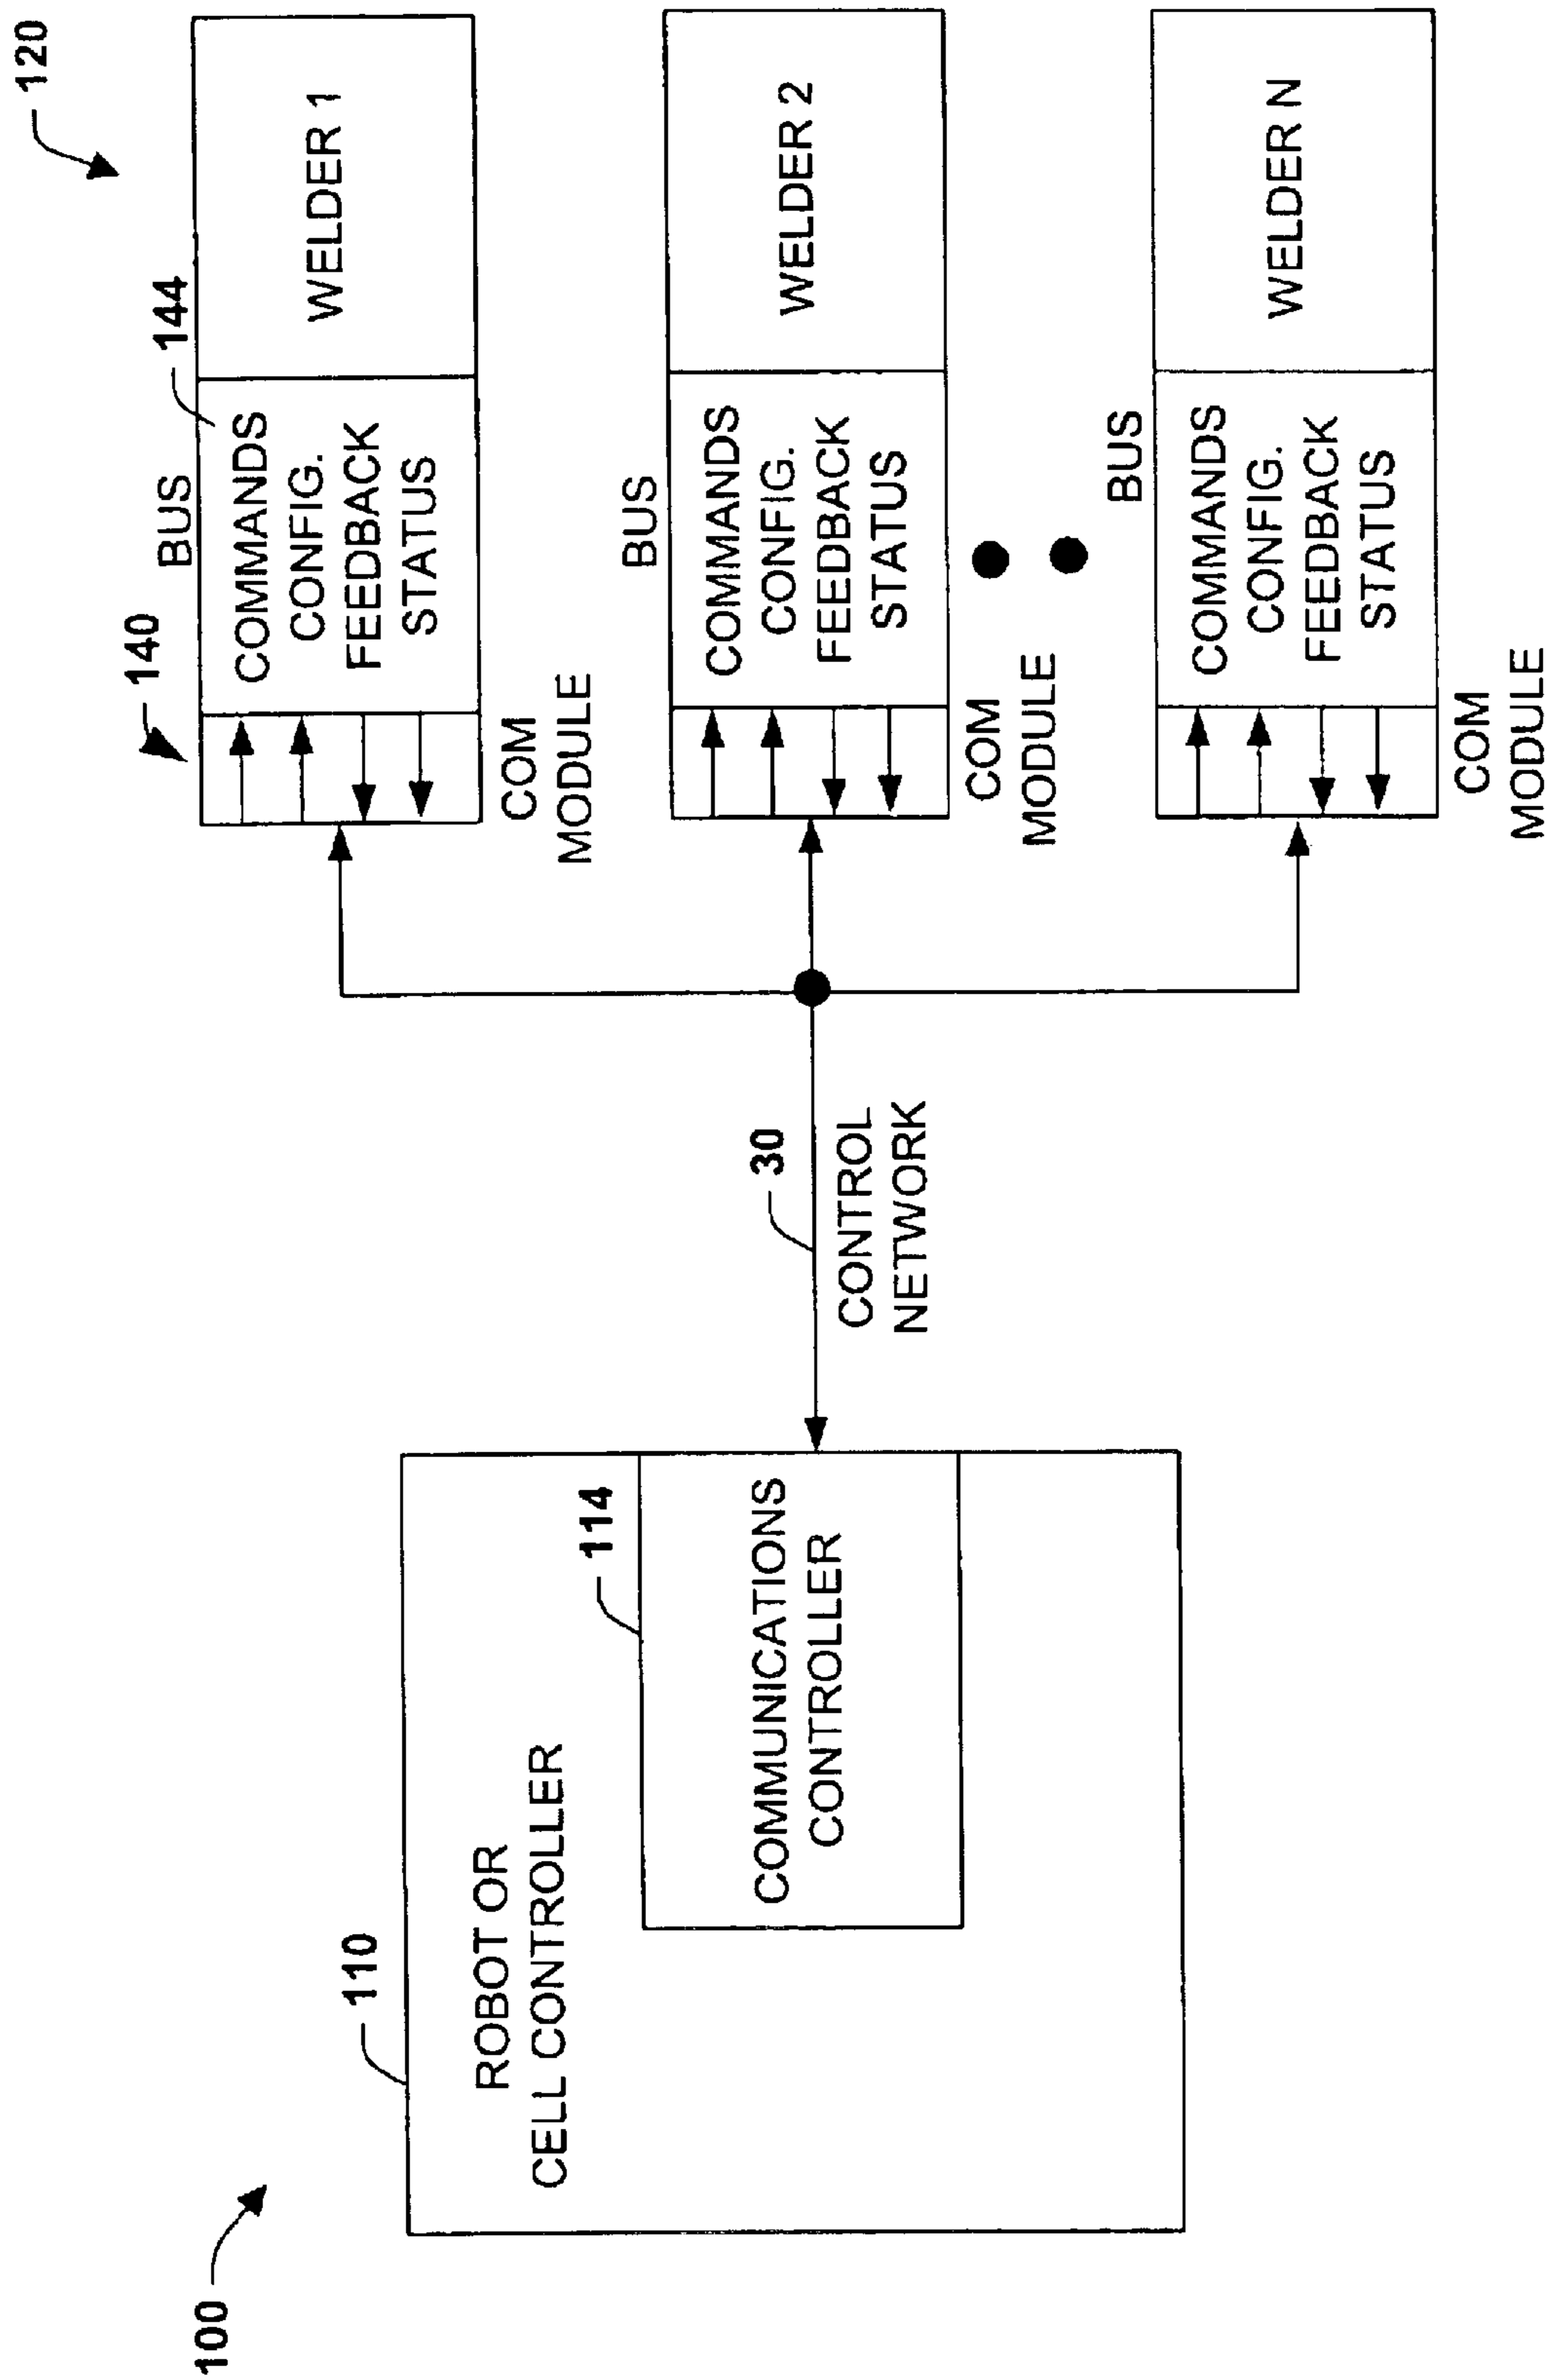 100
110
ROBOT OR
CELL CONTROLLER
114
COMMUNICATIONS
CONTROLLER
30
CONTROL
NETWORK
120
140
BUS
144
COMMANDS
CONFIG.
FEEDBACK
STATUS
WELDER 1
COM
MODULE
BUS
COMMANDS
CONFIG.
FEEDBACK
STATUS
WELDER 2
COM
MODULE
BUS
COMMANDS
CONFIG.
FEEDBACK
STATUS
WELDER N
COM
MODULE